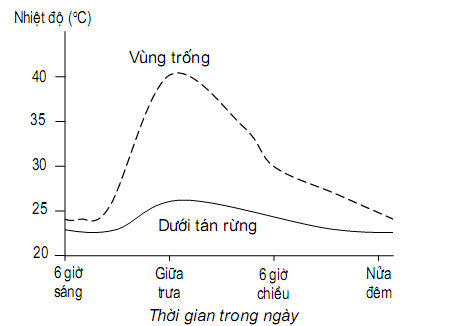 Nhiệt độ (°C)
Vùng trống
40
35
30
25
20
Dưới tán rừng
6 giờ
sáng
Giữa
trưa
6 giờ
chiều
Nửa
đêm
Thời gian trong ngày